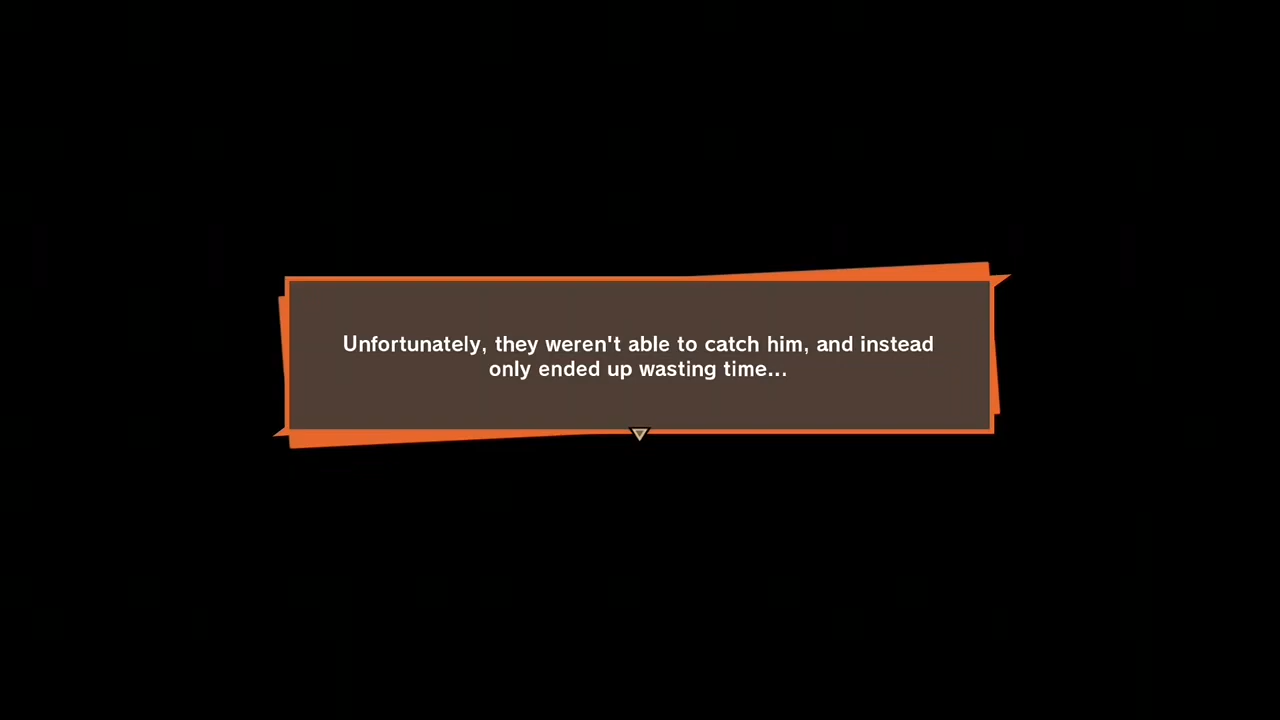 Unfortunately, they weren't able to catch him, and instead
only ended up wasting time...